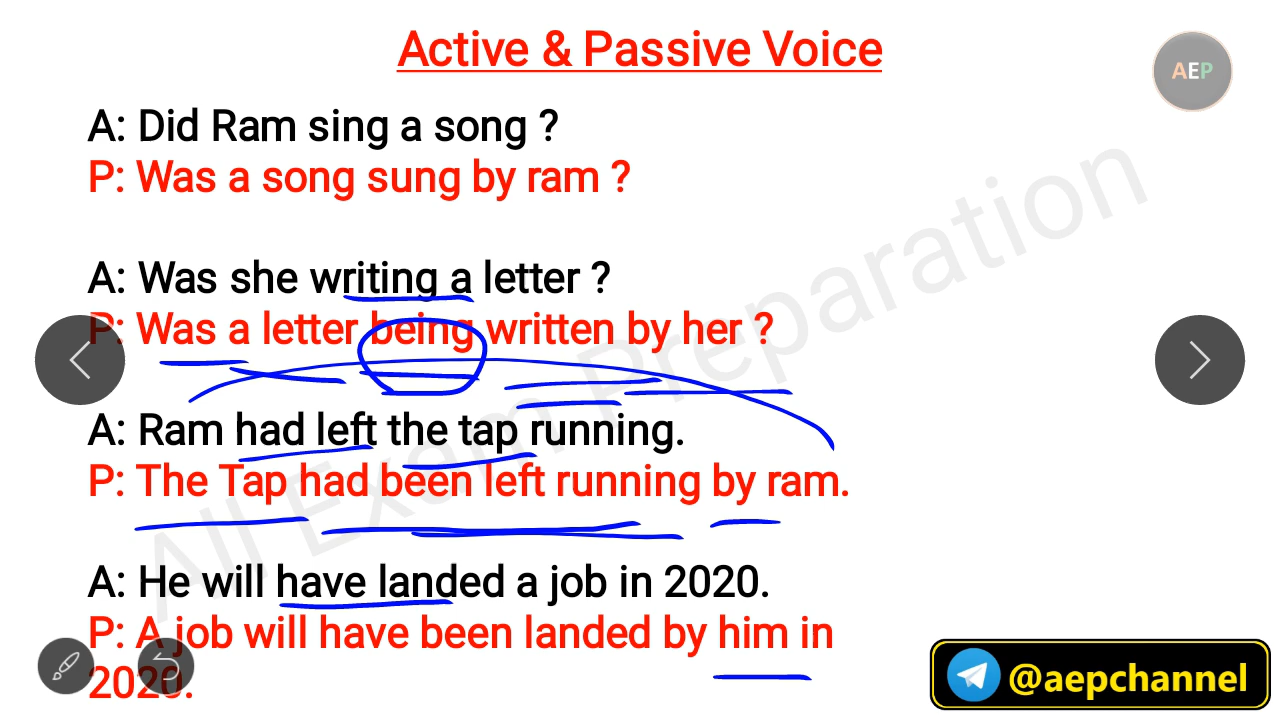 Active & Passive Voice
AEP
A: Did Ram sing a song ?
P: Was a song sung by ram ?
A: Was she writing a letter ?
P: Was a letter being written by her ?
A: Ram had left the tap running.
P: The Tap had been left running by ram.
A: He will have landed a job in 2020.
P: A job will have been landed by him in
2020.
All Exam Preparation
@aepchannel